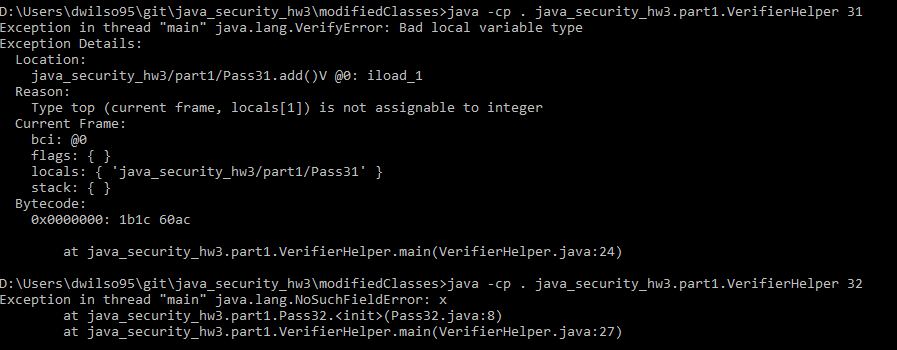 D:\Users\dwilso95\git\java_security_hw3\modifiedClasses>java -cp . java_security_hw3.part1.VerifierHelper 31
Exception in thread "main" java.lang.VerifyError: Bad local variable type
Exception Details:
  Location:
    java_security_hw3/part1/Pass31.add()V @0: iload_1
  Reason:
    Type top (current frame, locals[1]) is not assignable to integer
  Current Frame:
    bci: @0
    flags: { }
    locals: { 'java_security_hw3/part1/Pass31' }
    stack: { }
  Bytecode:
    0x0000000: 1b1c 60ac
        at java_security_hw3.part1.VerifierHelper.main(VerifierHelper.java:24)
D:\Users\dwilso95\git\java_security_hw3\modifiedClasses>java -cp . java_security_hw3.part1.VerifierHelper 32
Exception in thread "main" java.lang.NoSuchFieldError: x
        at java_security_hw3.part1.Pass32.<init>(Pass32.java:8)
        at java_security_hw3.part1.VerifierHelper.main(VerifierHelper.java:27)